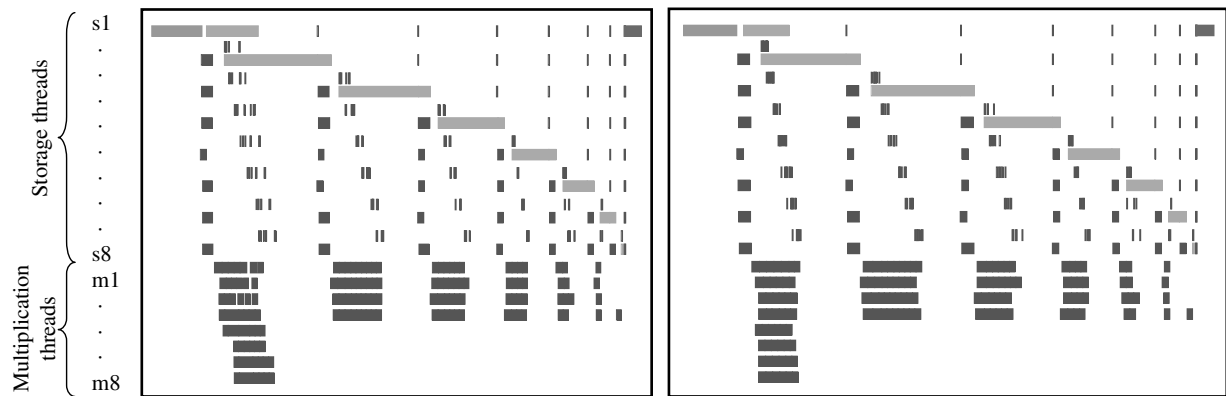 s1
.
.
.
.
.
.
s8
m1
.
.
.
m8
Storage threads
Multiplication
threads